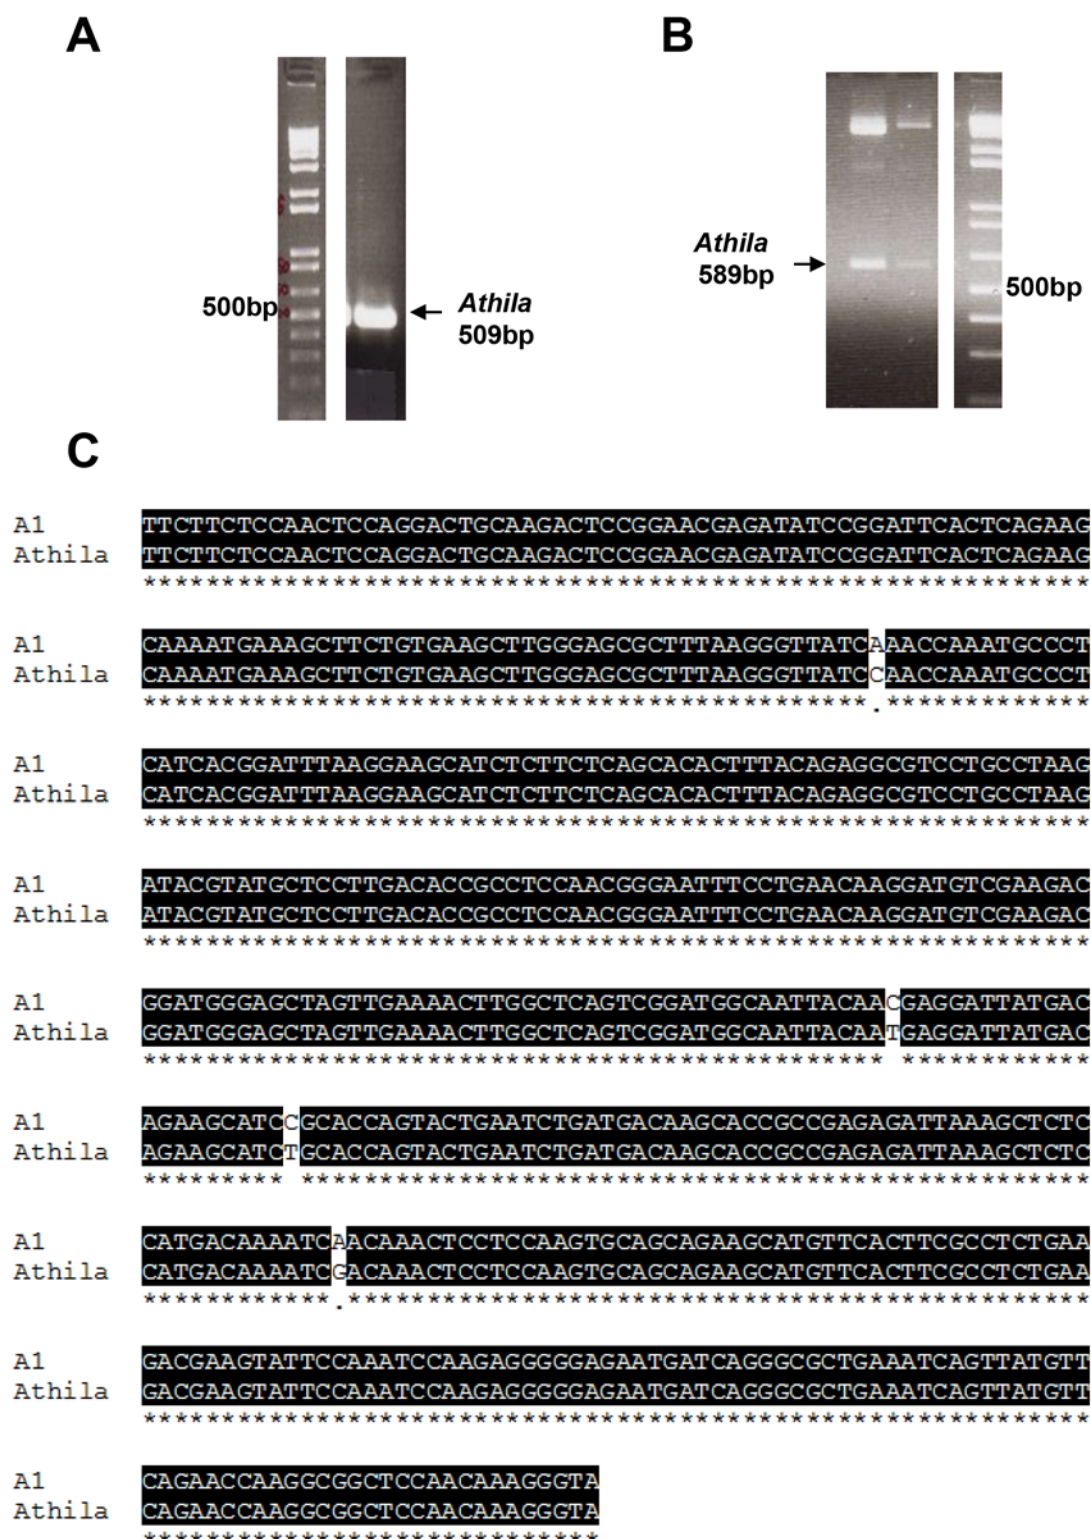 A
B
500bp
Athila
509bp
Athila
589bp
500bp
C
A1 TTCTTCTCCAACTCCAGGACTGCAAGACTCCGGAACGAGATATCCGGATTCACTCAGAAG
Athila TTCTTCTCCAACTCCAGGACTGCAAGACTCCGGAACGAGATATCCGGATTCACTCAGAAG
************************************************************
A1 CAAAATGAAAGCTTCTGTGAAGCTTGGGAGCGCTTTAAGGGTTATCAAACCAAATGCCCT
Athila CAAAATGAAAGCTTCTGTGAAGCTTGGGAGCGCTTTAAGGGTTATCCAACCAAATGCCCT
**********************************************.*************
A1 CATCACGGATTTAAGGAAGCATCTCTTCTCAGCACACTTTACAGAGGCGTCCTGCCTAAG
Athila CATCACGGATTTAAGGAAGCATCTCTTCTCAGCACACTTTACAGAGGCGTCCTGCCTAAG
************************************************************
A1 ATACGTATGCTCCTTGACACCGCCTCCAACGGGAATTTCCTGAACAAGGATGTCGAAGAC
Athila ATACGTATGCTCCTTGACACCGCCTCCAACGGGAATTTCCTGAACAAGGATGTCGAAGAC
************************************************************
A1 GGATGGGAGCTAGTTGAAAACTTGGCTCAGTCGGATGGCAATTACAACGAGGATTATGAC
Athila GGATGGGAGCTAGTTGAAAACTTGGCTCAGTCGGATGGCAATTACAATGAGGATTATGAC
*********************************************** ************
A1 AGAAGCATCCGCACCAGTACTGAATCTGATGACAAGCACCGCCGAGAGATTAAAGCTCTC
Athila AGAAGCATCTGCACCAGTACTGAATCTGATGACAAGCACCGCCGAGAGATTAAAGCTCTC
********* **************************************************
A1 CATGACAAAATCAACAAACTCCTCCAAGTGCAGCAGAAGCATGTTCACTTCGCCTCTGAA
Athila CATGACAAAATCGACAAACTCCTCCAAGTGCAGCAGAAGCATGTTCACTTCGCCTCTGAA
************.***********************************************
A1 GACGAAGTATTCCAAATCCAAGAGGGGGAGAATGATCAGGGCGCTGAAATCAGTTATGTT
Athila GACGAAGTATTCCAAATCCAAGAGGGGGAGAATGATCAGGGCGCTGAAATCAGTTATGTT
************************************************************
A1 CAGAACCAAGGCGGCTCCAACAAAGGGTA
Athila CAGAACCAAGGCGGCTCCAACAAAGGGTA
*****************************